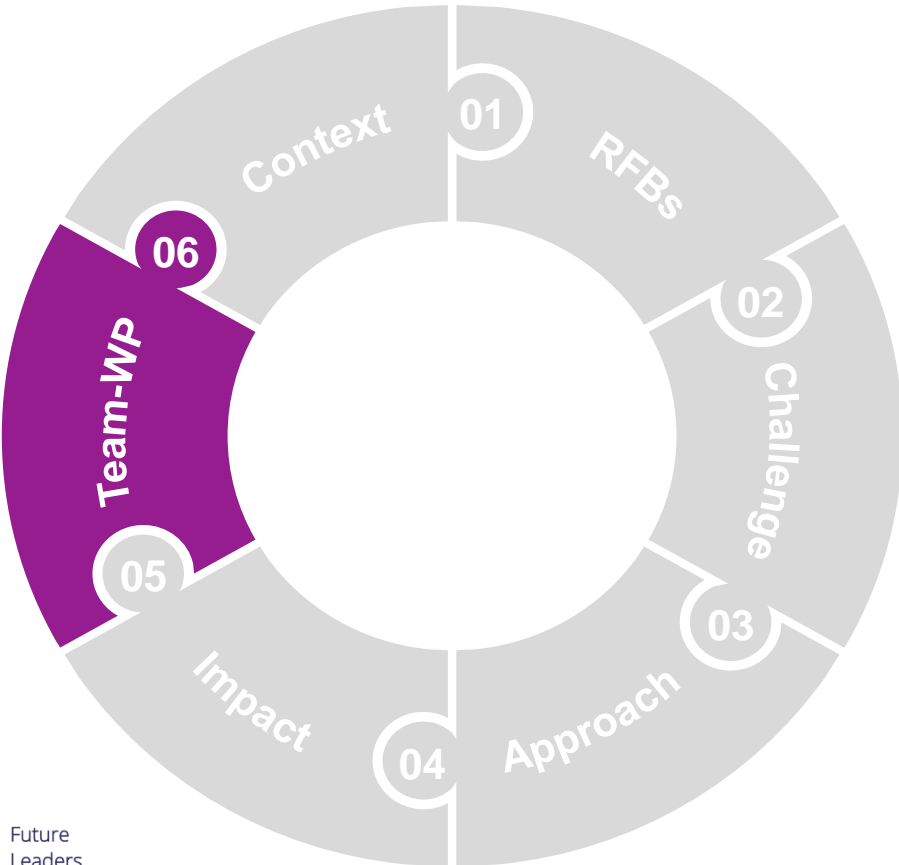 01
Context
RFBs
06
02
Team-WP
Challenge
05
03
Impact
Approach
04
Future
Leaders